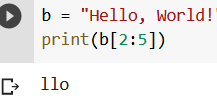 b = "Hello, World!"
print(b[2:5])
llo